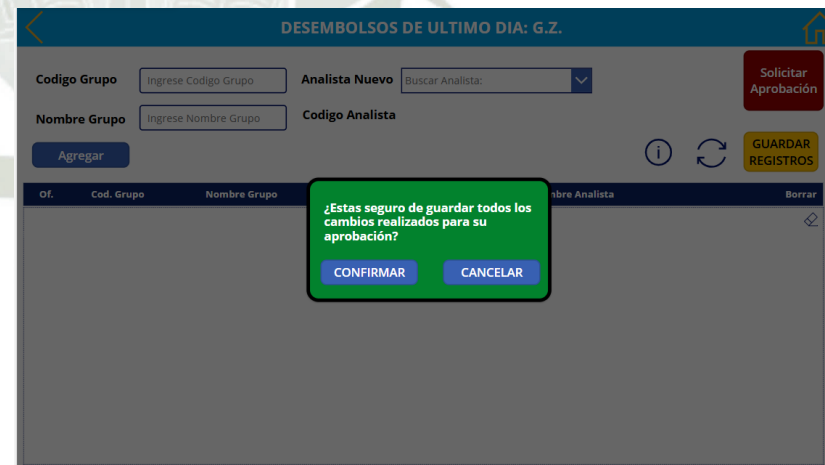 DESEMBOLSOS DE ULTIMO DIA: G.Z.
Codigo Grupo Ingrese Codigo Grupo Analista Nuevo Buscar Analista:
Solicitar
Aprobación
Nombre Grupo Ingrese Nombre Grupo Codigo Analista
Agregar
GUARDAR
REGISTROS
Of. Cod. Grupo Nombre Grupo Analista Borrar
¿Estas seguro de guardar todos los
cambios realizados para su
aprobación?
CONFIRMAR CANCELAR